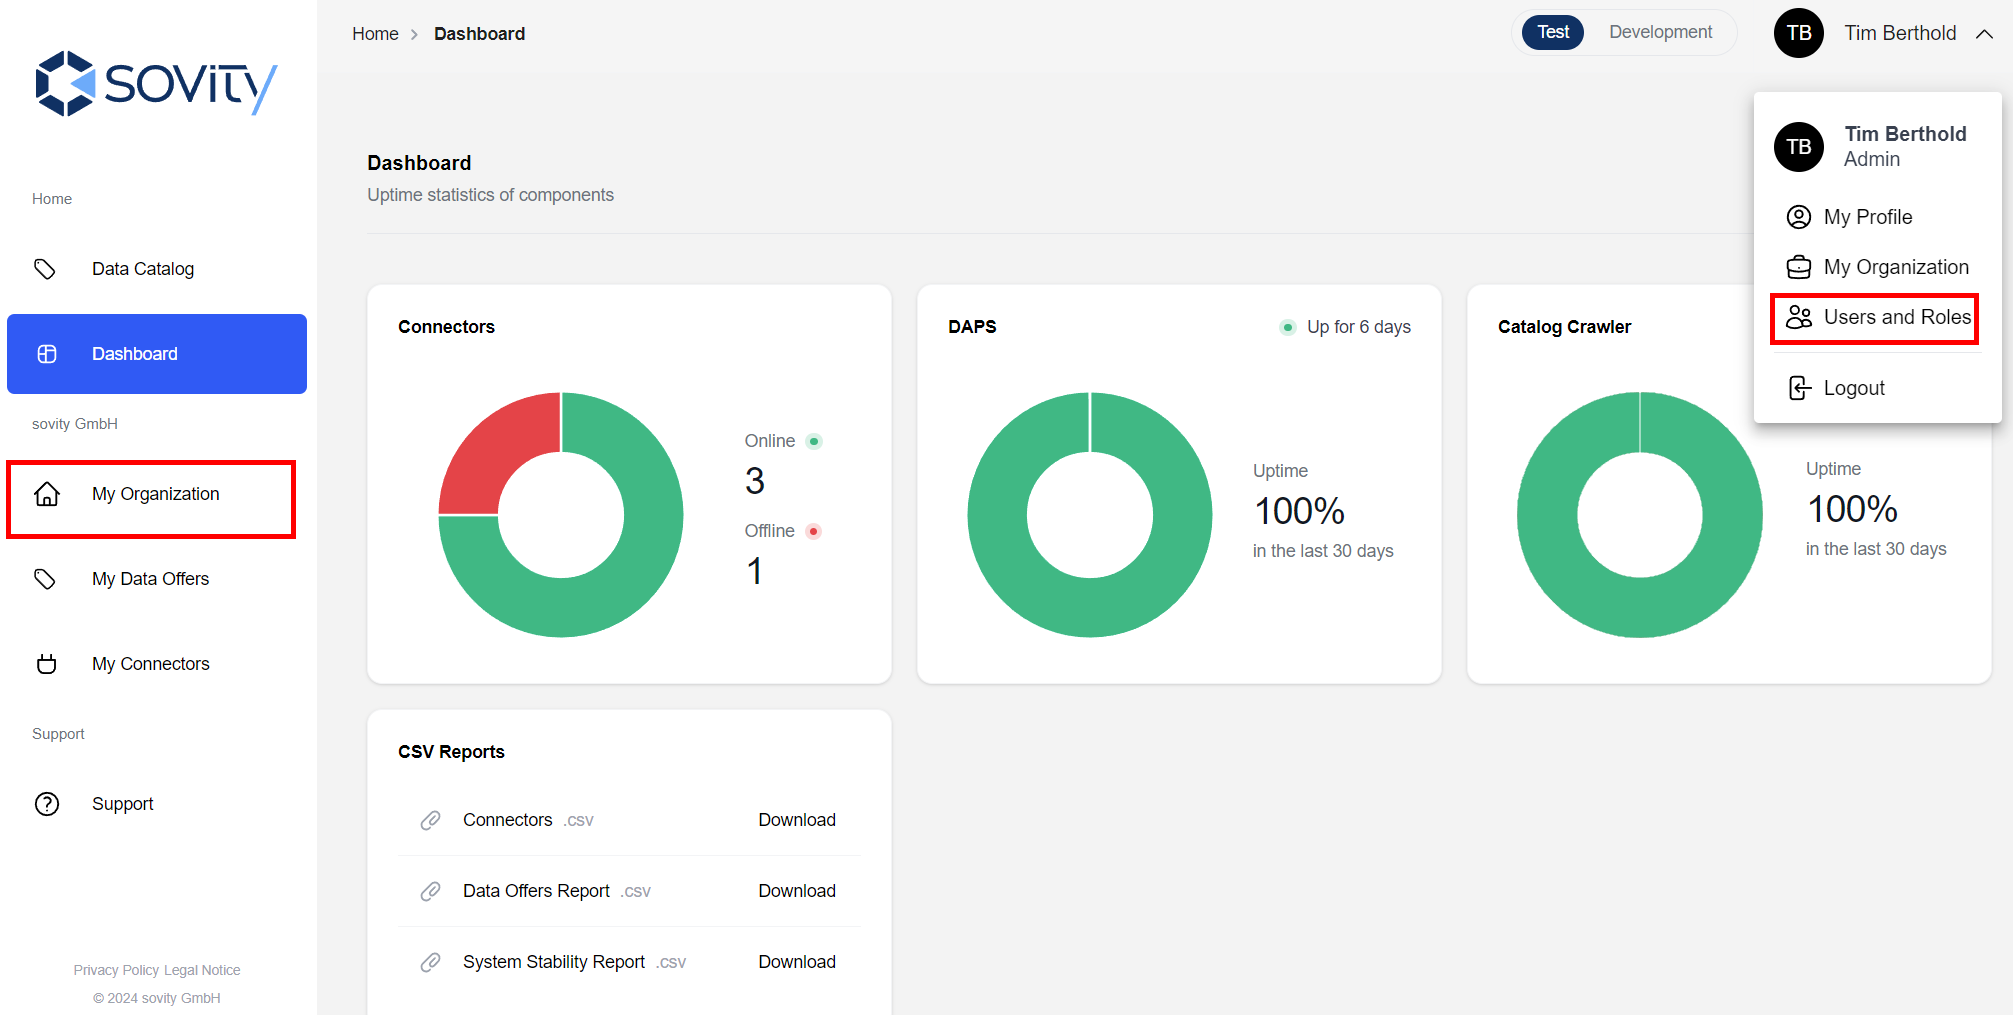 sovity
Home
Data Catalog
Dashboard
sovity GmbH
My Organization
My Data Offers
My Connectors
Support
Support
Privacy Policy Legal Notice
© 2024 sovity GmbH
Home > Dashboard
Test Development
TB Tim Berthold
TB Tim Berthold
Admin
My Profile
My Organization
Users and Roles
Logout
Dashboard
Uptime statistics of components
Connectors
Online
3
Offline
1
DAPS Up for 6 days
Uptime
100%
in the last 30 days
Catalog Crawler
Uptime
100%
in the last 30 days
CSV Reports
Connectors .csv Download
Data Offers Report .csv Download
System Stability Report .csv Download